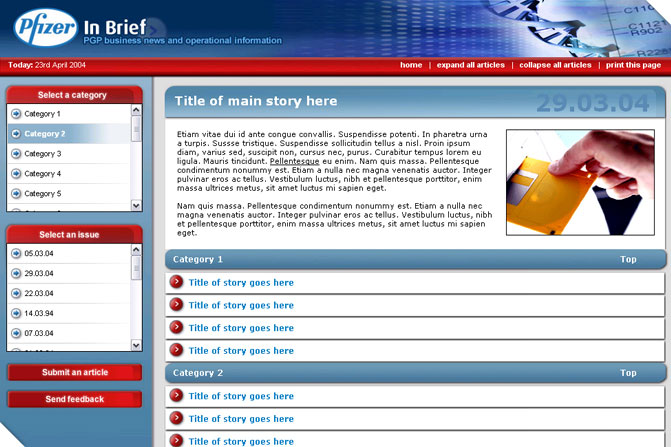 Pfizer In Brief
PGP business news and operational information
C1161
R902
C22
Today: 23rd April 2004
home | expand all articles | collapse all articles | print this page
Select a category
Category 1
Category 2
Category 3
Category 4
Category 5
Select an issue
05.03.04
29.03.04
22.03.04
14.03.94
07.03.04
Submit an article
Send feedback
Title of main story here
29.03.04
Etiam vitae dui id ante congue convallis. Suspendisse potenti. In pharetra urna
a turpis. Sussse tristique. Suspendisse sollicitudin tellus a nisl. Proin ipsum
diam, varius sed, suscipit non, cursus nec, purus. Curabitur tempus lorem eu
ligula. Mauris tincidunt. Pellentesque eu enim. Nam quis massa. Pellentesque
condimentum nonummy est. Etiam a nulla nec magna venenatis auctor. Integer
pulvinar eros ac tellus. Vestibulum luctus, nibh et pellentesque porttitor, enim
massa ultrices metus, sit amet luctus mi sapien eget.
Nam quis massa. Pellentesque condimentum nonummy est. Etiam a nulla nec
magna venenatis auctor. Integer pulvinar eros ac tellus. Vestibulum luctus, nibh
et pellentesque porttitor, enim massa ultrices metus, sit amet luctus mi sapien
eget.
Category 1 Top
Title of story goes here
Title of story goes here
Title of story goes here
Title of story goes here
Category 2 Top
Title of story goes here
Title of story goes here
Title of story goes here